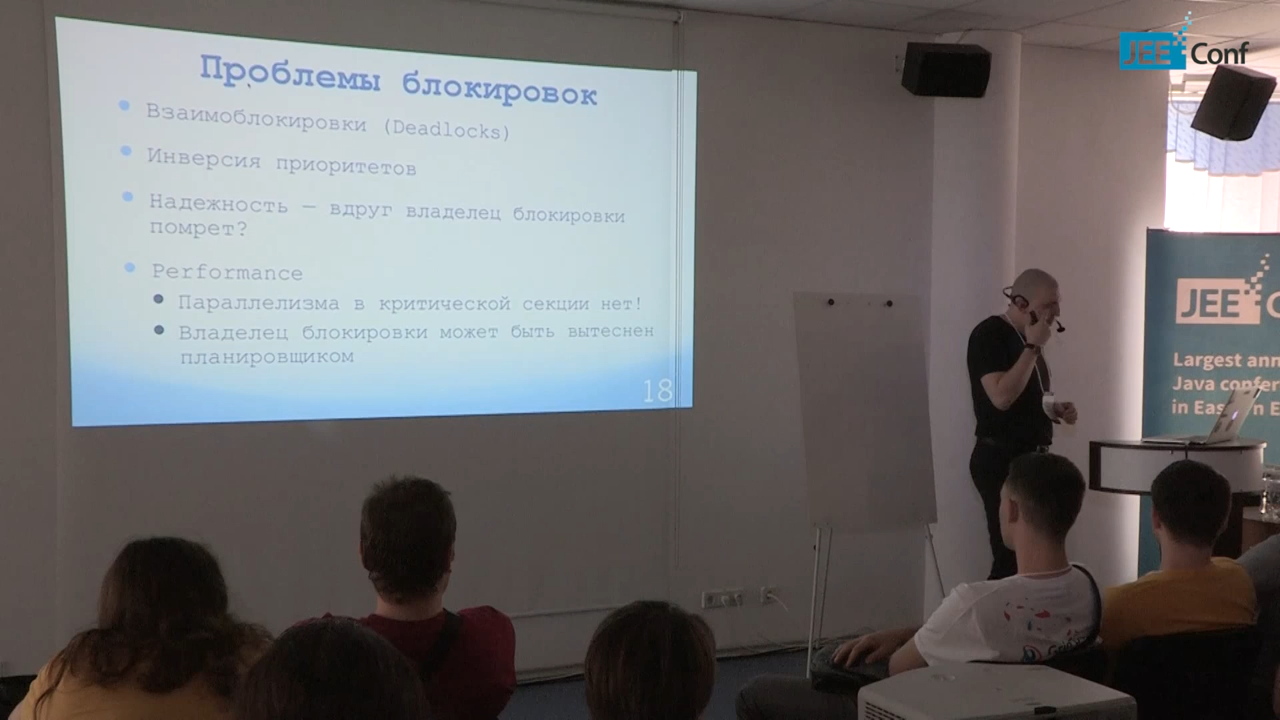 Проблемы блокировок
Взаимоблокировки (Deadlocks)
Инверсия приоритетов
Надежность — вдруг владелец блокировки
помрет?
Performance
Параллелизма в критической секции нет!
Владелец блокировки может быть вытеснен
планировщиком
18
JEE Conf
JEE
Largest ann
Java confer
in Eas n E